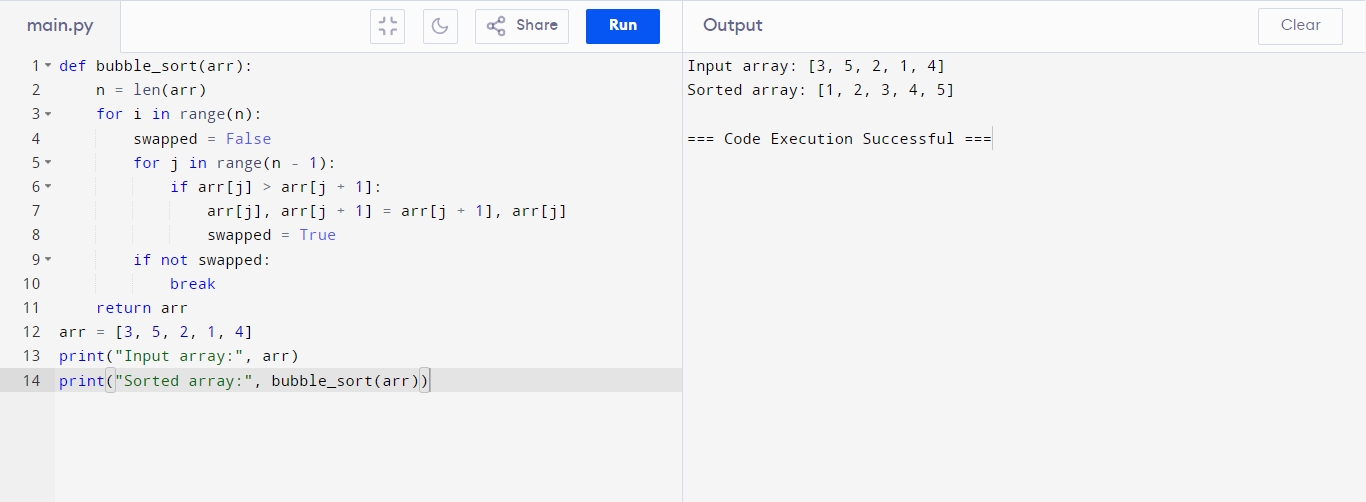 main.py Share Run Output Clear
1 def bubble_sort(arr):
2     n = len(arr)
3     for i in range(n):
4         swapped = False
5         for j in range(n - 1):
6             if arr[j] > arr[j + 1]:
7                 arr[j], arr[j + 1] = arr[j + 1], arr[j]
8                 swapped = True
9         if not swapped:
10             break
11     return arr
12 arr = [3, 5, 2, 1, 4]
13 print("Input array:", arr)
14 print("Sorted array:", bubble_sort(arr))
Input array: [3, 5, 2, 1, 4]
Sorted array: [1, 2, 3, 4, 5]
=== Code Execution Successful ===